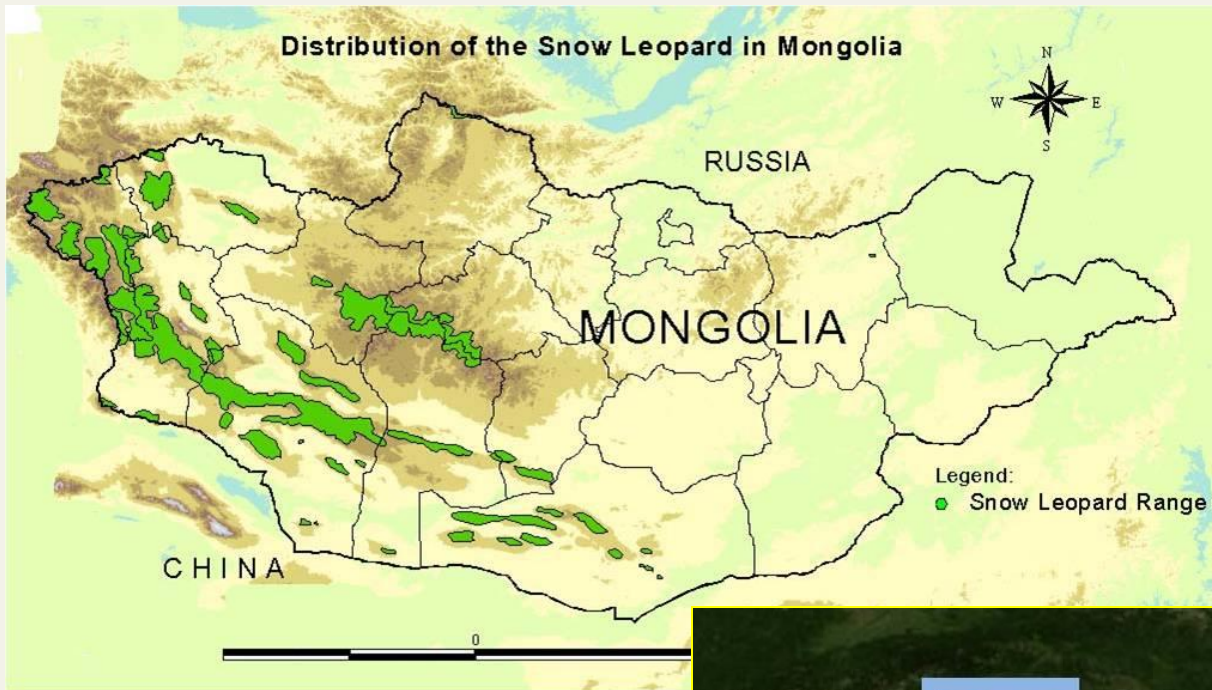 Distribution of the Snow Leopard in Mongolia
N
W E
S
RUSSIA
MONGOLIA
Legend:
Snow Leopard Range
CHINA
0